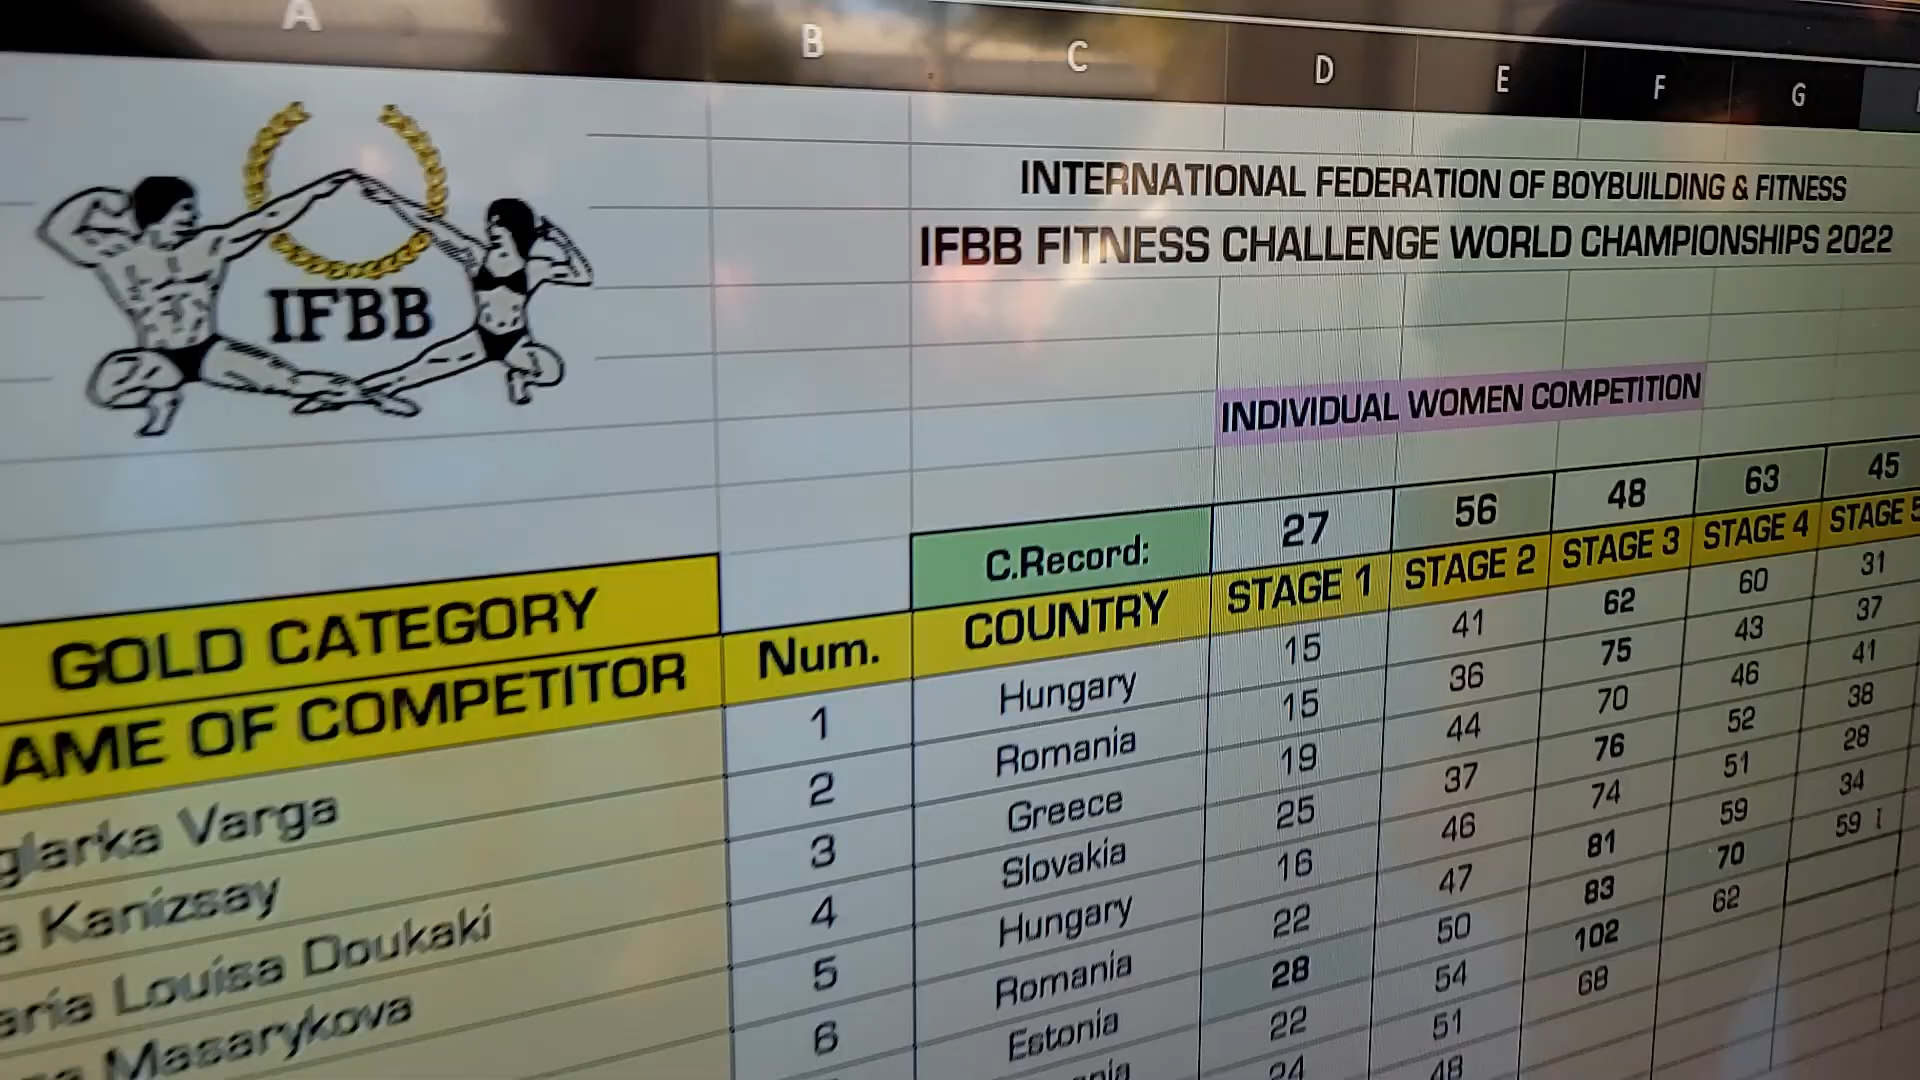 A B C D E F G
INTERNATIONAL FEDERATION OF BOYBUILDING & FITNESS
IFBB FITNESS CHALLENGE WORLD CHAMPIONSHIPS 2022
IFBB
INDIVIDUAL WOMEN COMPETITION
C.Record: 27 56 48 63 45
GOLD CATEGORY
AME OF COMPETITOR Num. COUNTRY STAGE 1 STAGE 2 STAGE 3 STAGE 4 STAGE 5
glarka Varga 1 Hungary 15 41 62 60 31
a Kanizsay 2 Romania 15 36 75 43 37
aria Louisa Doukaki 3 Greece 19 44 70 46 41
Masarykova 4 Slovakia 25 37 76 52 38
5 Hungary 16 46 74 51 28
6 Romania 22 47 81 59 34
Estonia 28 50 83 70 59
22 54 102 62
24 51 68
48